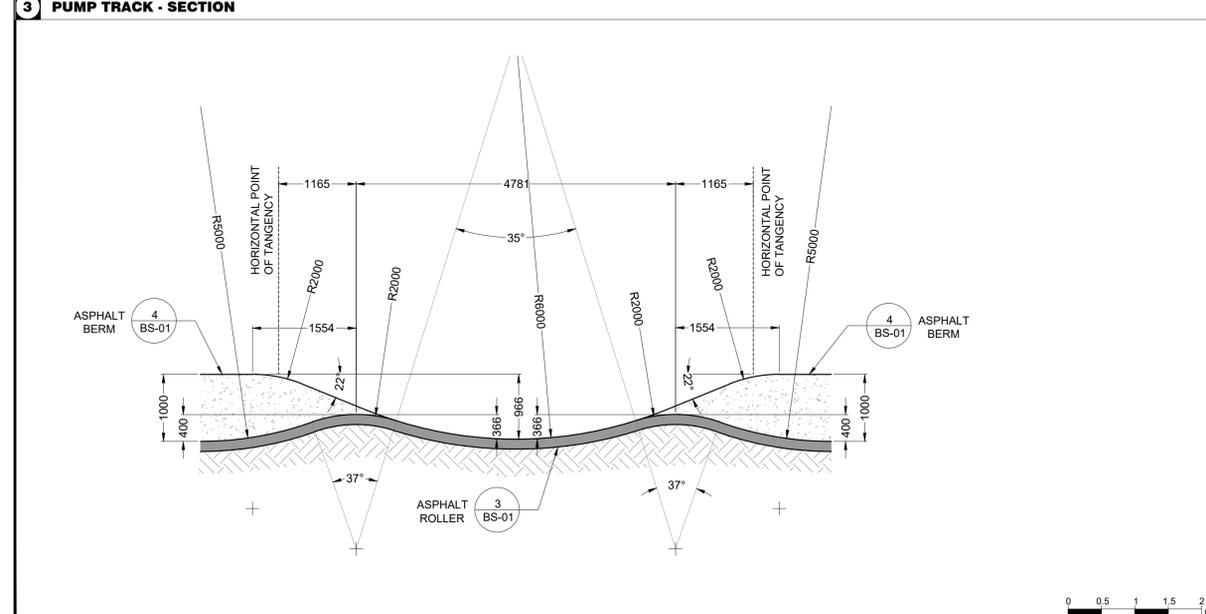 3 PUMP TRACK - SECTION
HORIZONTAL POINT
OF TANGENCY
1165
4781
1165
HORIZONTAL POINT
OF TANGENCY
R5000
35°
R5000
R2000
R2000
R6000
R2000
R2000
ASPHALT
BERM
4
BS-01
1554
1554
4
BS-01
ASPHALT
BERM
22°
22°
1000
400
366
966
366
400
1000
37°
37°
ASPHALT
ROLLER
3
BS-01
0 0.5 1 1.5 2